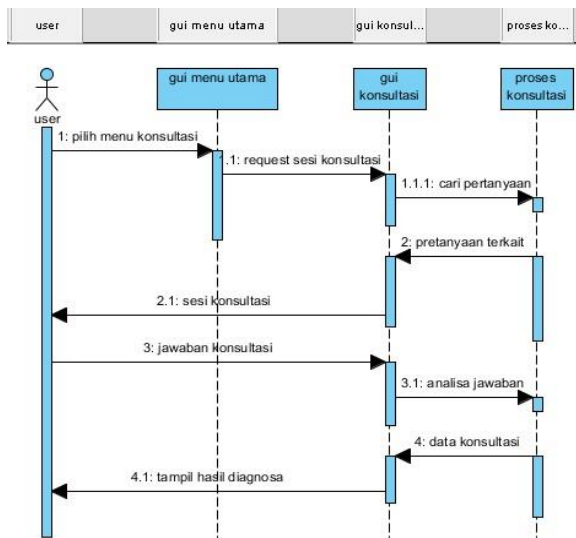 user
gui menu utama
gui konsul...
proses ko...
gui menu utama
gui
konsultasi
proses
konsultasi
user
1: pilih menu konsultasi
1.1: request sesi konsultasi
1.1.1: cari pertanyaan
2: pretanyaan terkait
2.1: sesi konsultasi
3: jawaban konsultasi
3.1: analisa jawaban
4: data konsultasi
4.1: tampil hasil diagnosa